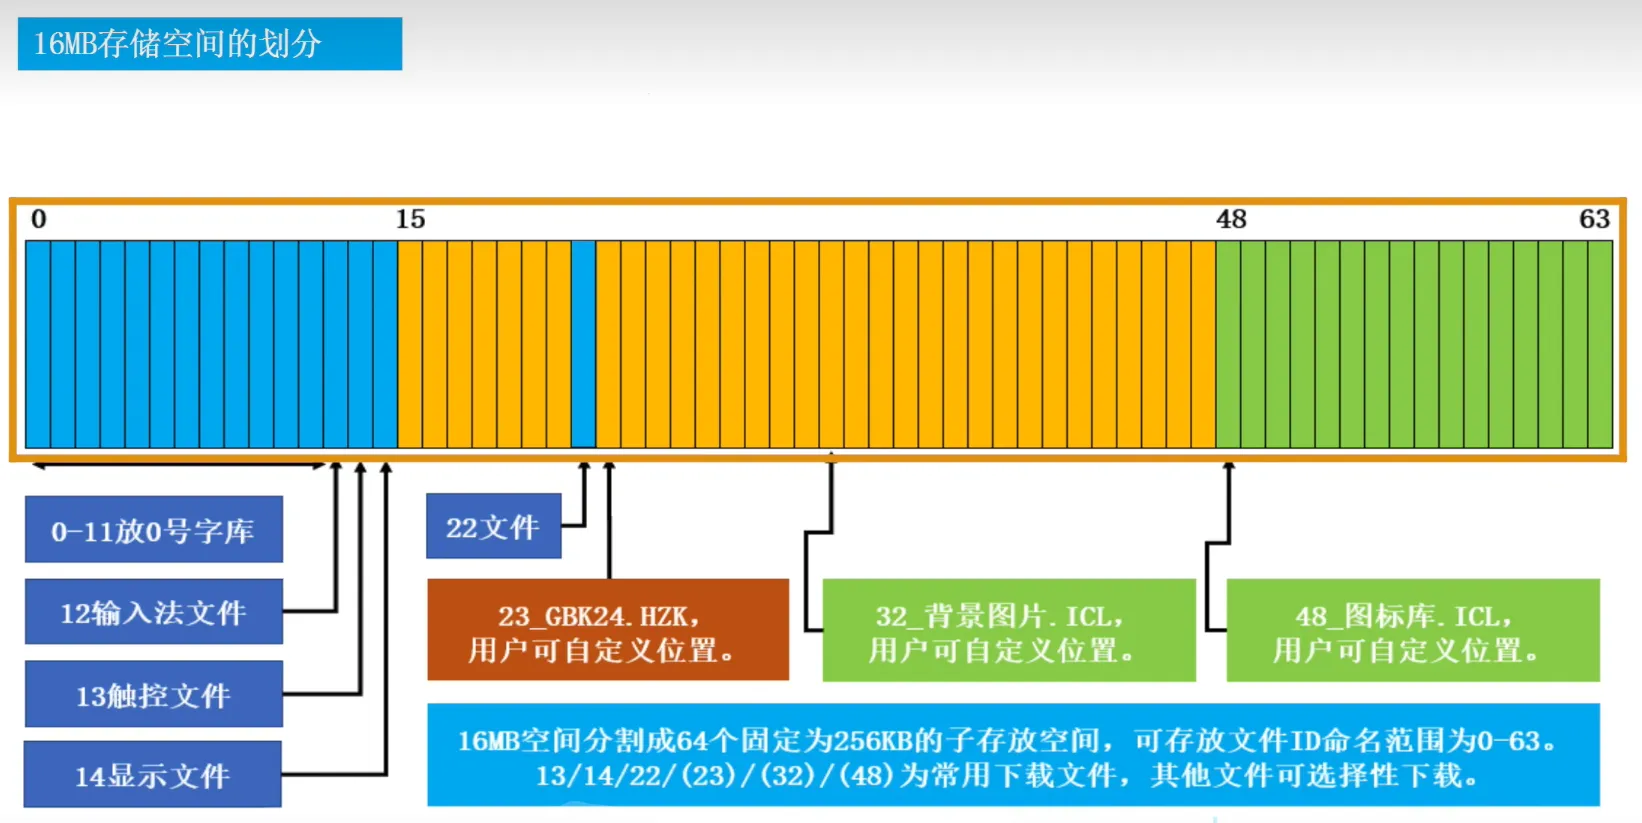 16MB存储空间的划分
0
15
48
63
0-11放0号字库
12输入法文件
13触控文件
14显示文件
22文件
23_GBK24.HZK，
用户可自定义位置。
32_背景图片.ICL，
用户可自定义位置。
48_图标库.ICL，
用户可自定义位置。
16MB空间分割成64个固定为256KB的子存放空间，可存放文件ID命名范围为0-63。
13/14/22/(23)/(32)/(48)为常用下载文件，其他文件可选择性下载。